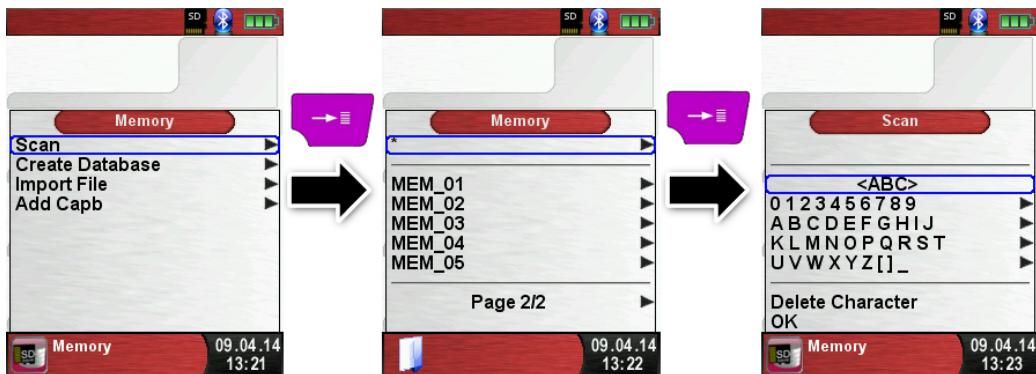 SD
Memory
Scan
Create Database
Import File
Add Capb
SD
Memory
09.04.14
13:21
SD
Memory
*
MEM_01
MEM_02
MEM_03
MEM_04
MEM_05
Page 2/2
09.04.14
13:22
SD
Scan
<ABC>
0 1 2 3 4 5 6 7 8 9
A B C D E F G H I J
K L M N O P Q R S T
U V W X Y Z [ ] _
Delete Character
OK
SD
Memory
09.04.14
13:23